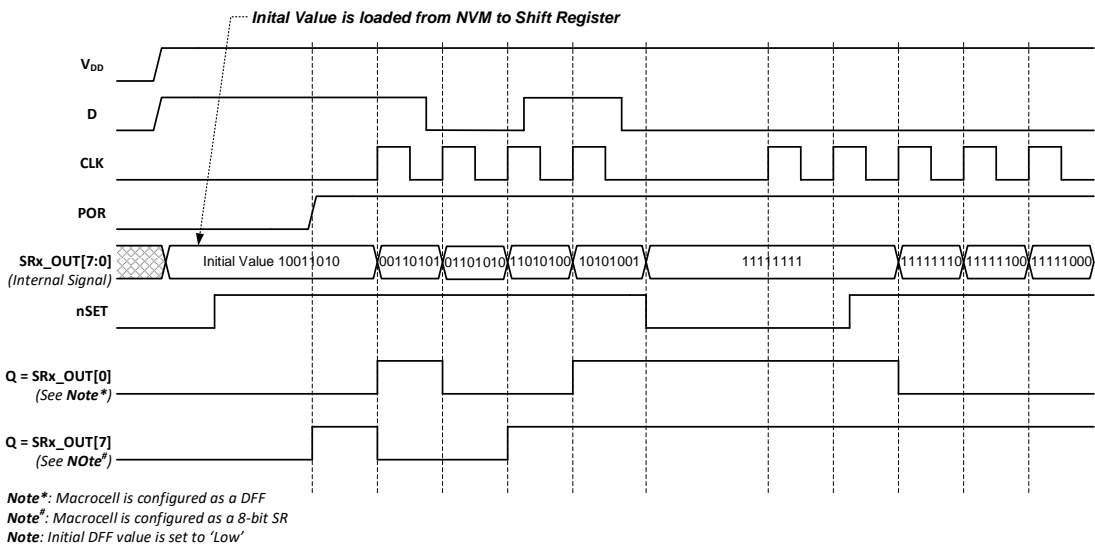 Inital Value is loaded from NVM to Shift Register
VDD
D
CLK
POR
SRx_OUT[7:0]
(Internal Signal)
Initial Value 10011010 00110101 01101010 11010100 10101001 11111111 11111110 11111100 11111000
nSET
Q = SRx_OUT[0]
(See Note*)
Q = SRx_OUT[7]
(See NOte#)
Note*: Macrocell is configured as a DFF
Note#: Macrocell is configured as a 8-bit SR
Note: Initial DFF value is set to ‘Low’